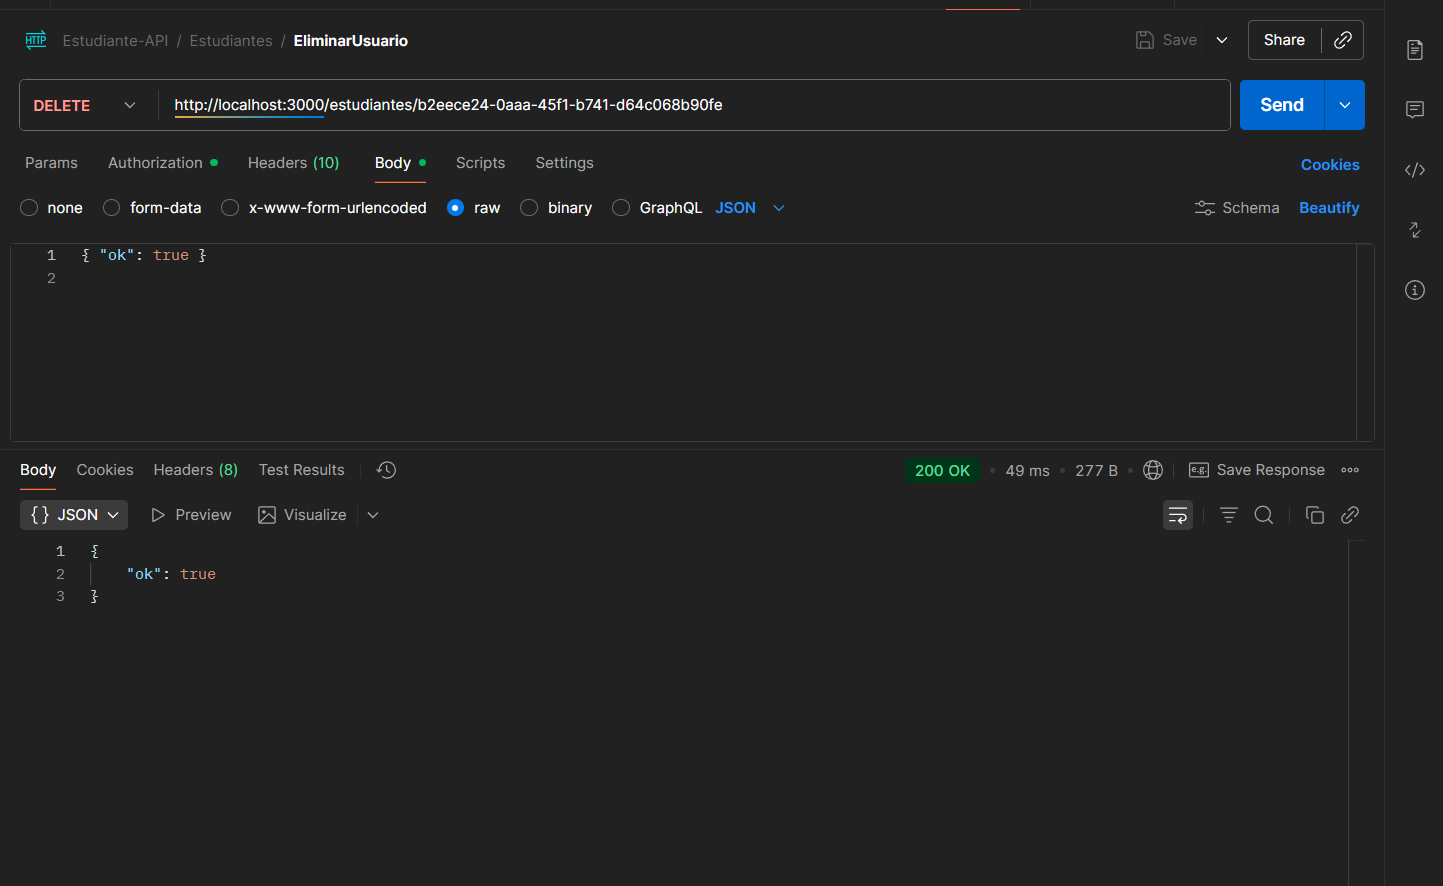 HTTP Estudiante-API / Estudiantes / EliminarUsuario Save Share
DELETE http://localhost:3000/estudiantes/b2eece24-0aaa-45f1-b741-d64c068b90fe Send
Params Authorization Headers (10) Body Scripts Settings Cookies
none form-data x-www-form-urlencoded raw binary GraphQL JSON Schema Beautify
1 { "ok": true }
2
Body Cookies Headers (8) Test Results 200 OK 49 ms 277 B e.g. Save Response
{} JSON Preview Visualize
1 {
2 "ok": true
3 }